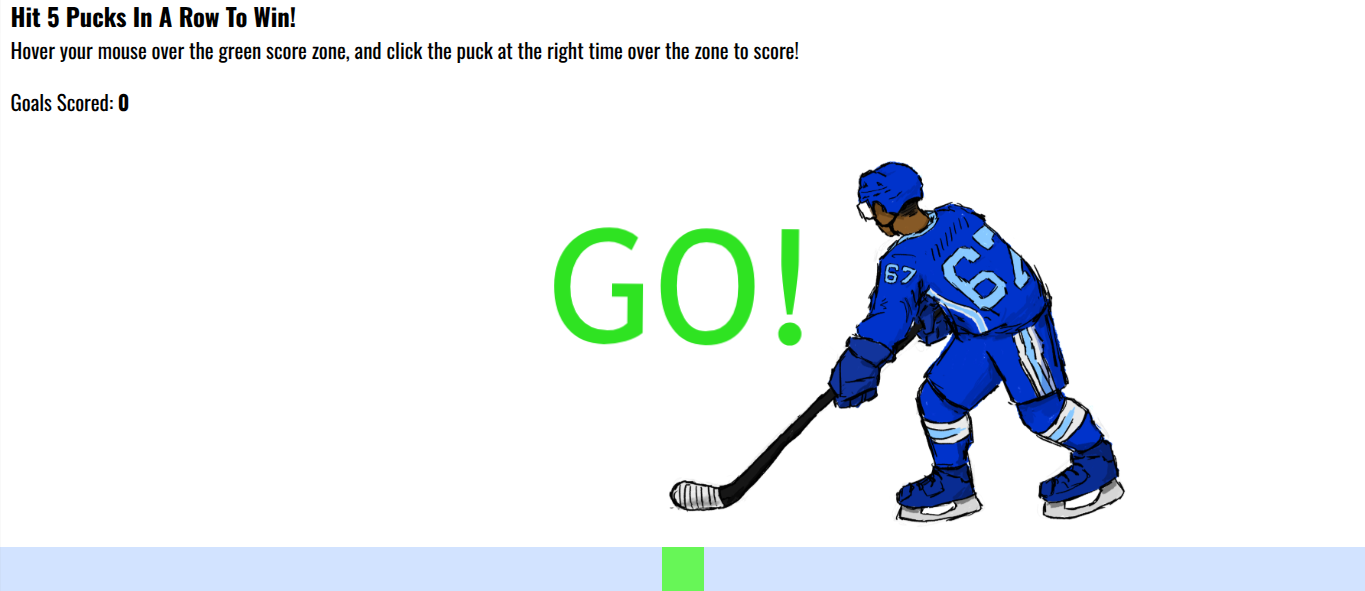 Hit 5 Pucks In A Row To Win!
Hover your mouse over the green score zone, and click the puck at the right time over the zone to score!
Goals Scored: 0
GO!
67
67